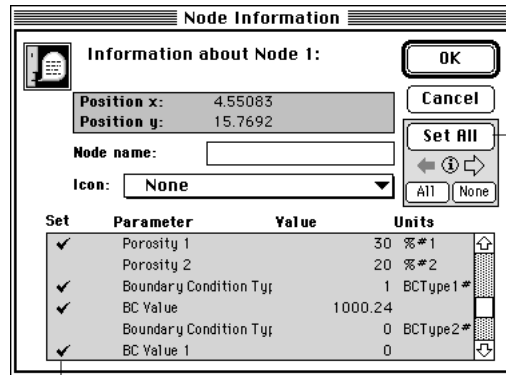 Node Information
Information about Node 1:
OK
Cancel
Position x: 4.55083
Position y: 15.7692
Set All
Node name:
All None
Icon: None
Set Parameter Value Units
Porosity 1 30 %#1
Porosity 2 20 %#2
Boundary Condition Typ 1 BCType1#
BC Value 1000.24
Boundary Condition Typ 0 BCType2#
BC Value 1 0